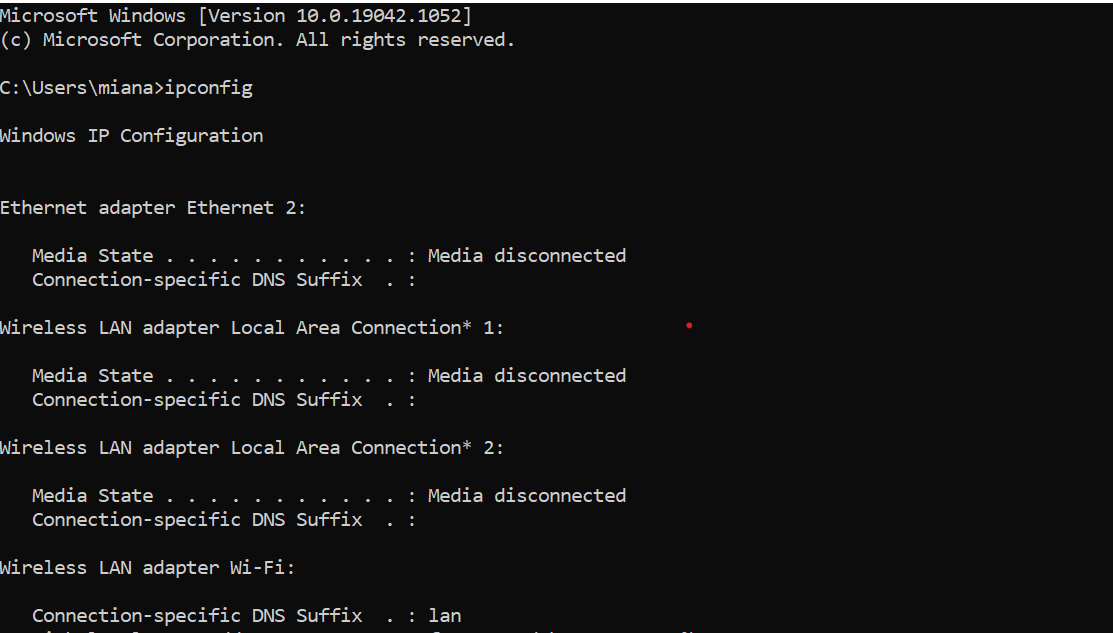 Microsoft Windows [Version 10.0.19042.1052]
(c) Microsoft Corporation. All rights reserved.
C:\Users\miana>ipconfig
Windows IP Configuration
Ethernet adapter Ethernet 2:
   Media State . . . . . . . . . . . : Media disconnected
   Connection-specific DNS Suffix  . :
Wireless LAN adapter Local Area Connection* 1:
   Media State . . . . . . . . . . . : Media disconnected
   Connection-specific DNS Suffix  . :
Wireless LAN adapter Local Area Connection* 2:
   Media State . . . . . . . . . . . : Media disconnected
   Connection-specific DNS Suffix  . :
Wireless LAN adapter Wi-Fi:
   Connection-specific DNS Suffix  . : lan